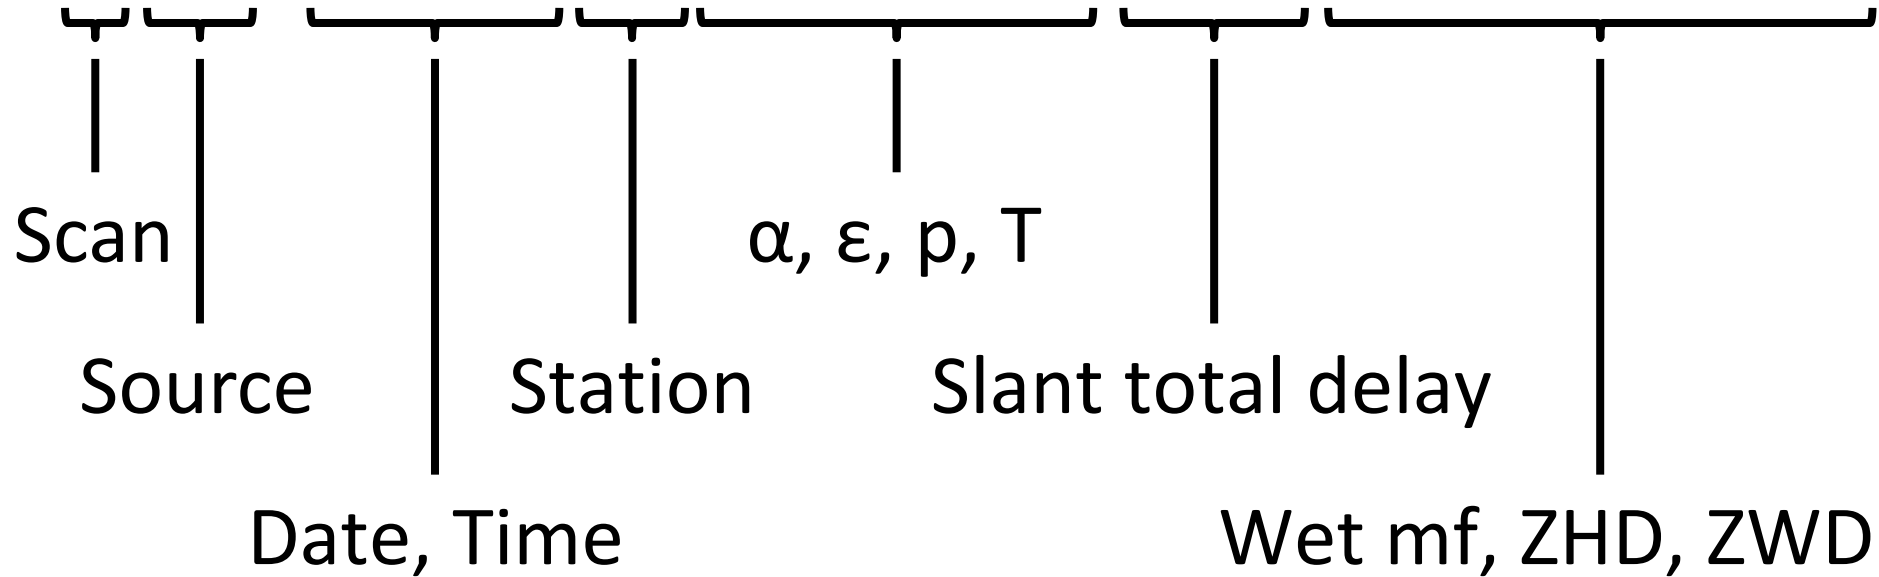 Scan
α, ε, p, T
Source
Station
Slant total delay
Date, Time
Wet mf, ZHD, ZWD